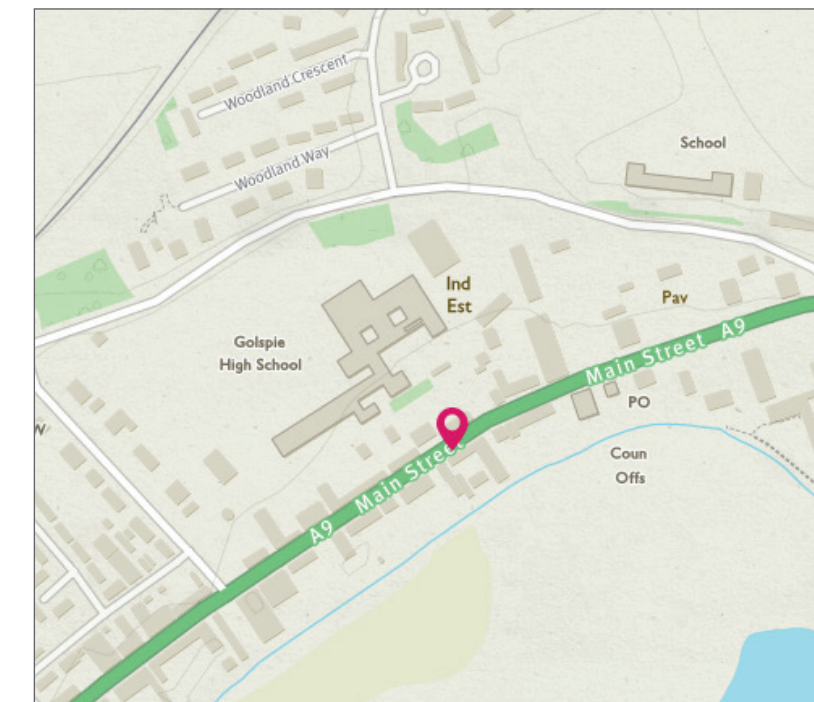 Woodland Crescent
School
Woodland Way
Ind
Est
Pav
Golspie
High School
Main Street A9
PO
W
Coun
Offs
A9 Main Street